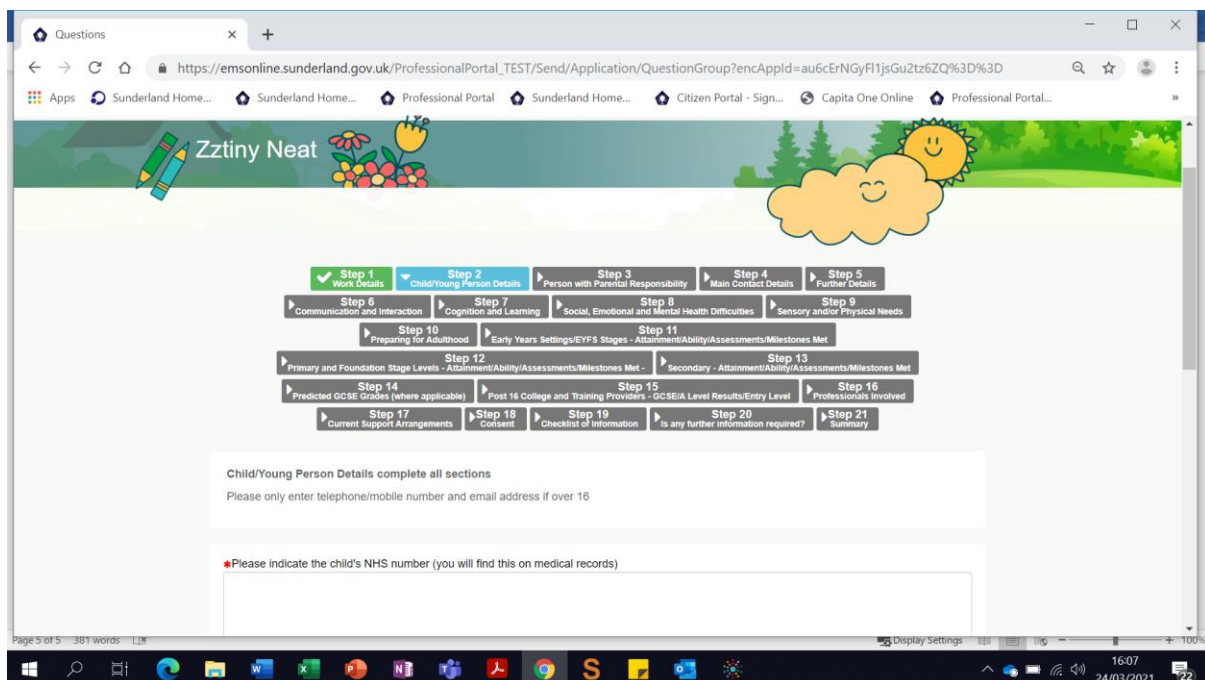 Questions
https://emsonline.sunderland.gov.uk/ProfessionalPortal_TEST/Send/Application/QuestionGroup?encAppId=au6cErNGyFl1jsGu2tz6ZQ%3D%3D
Apps Sunderland Home... Sunderland Home... Professional Portal Sunderland Home... Citizen Portal - Sign... Capita One Online Professional Portal...
Zztiny Neat
Step 1 Step 2 Step 3 Step 4 Step 5
Work Details Child/Young Person Details Person with Parental Responsibility Main Contact Details Further Details
Step 6 Step 7 Step 8 Step 9
Communication and Interaction Cognition and Learning Social, Emotional and Mental Health Difficulties Sensory and/or Physical Needs
Step 10 Step 11
Preparing for Adulthood Early Years Settings/EYFS Stages - Attainment/Ability/Assessments/Milestones Met
Step 12 Step 13
Primary and Foundation Stage Levels - Attainment/Ability/Assessments/Milestones Met - Secondary - Attainment/Ability/Assessments/Milestones Met
Step 14 Step 15 Step 16
Predicted GCSE Grades (where applicable) Post 16 College and Training Providers - GCSE/A Level Results/Entry Level Professionals Involved
Step 17 Step 18 Step 19 Step 20 Step 21
Current Support Arrangements Consent Checklist of Information Is any further information required? Summary
Child/Young Person Details complete all sections
Please only enter telephone/mobile number and email address if over 16
*Please indicate the child's NHS number (you will find this on medical records)
Page 5 of 5 381 words Display Settings 100%
16:07
24/03/2021
22